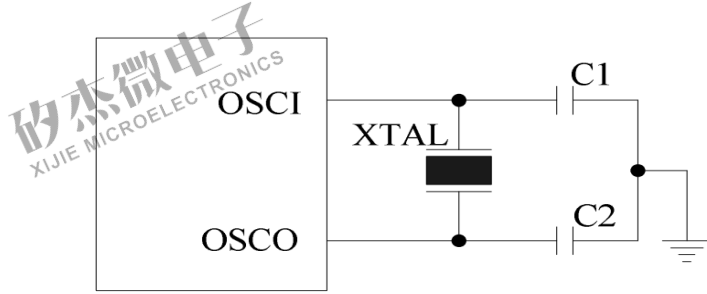 矽杰微电子
XIJIE MICROELECTRONICS
OSCI
C1
XTAL
OSCO
C2